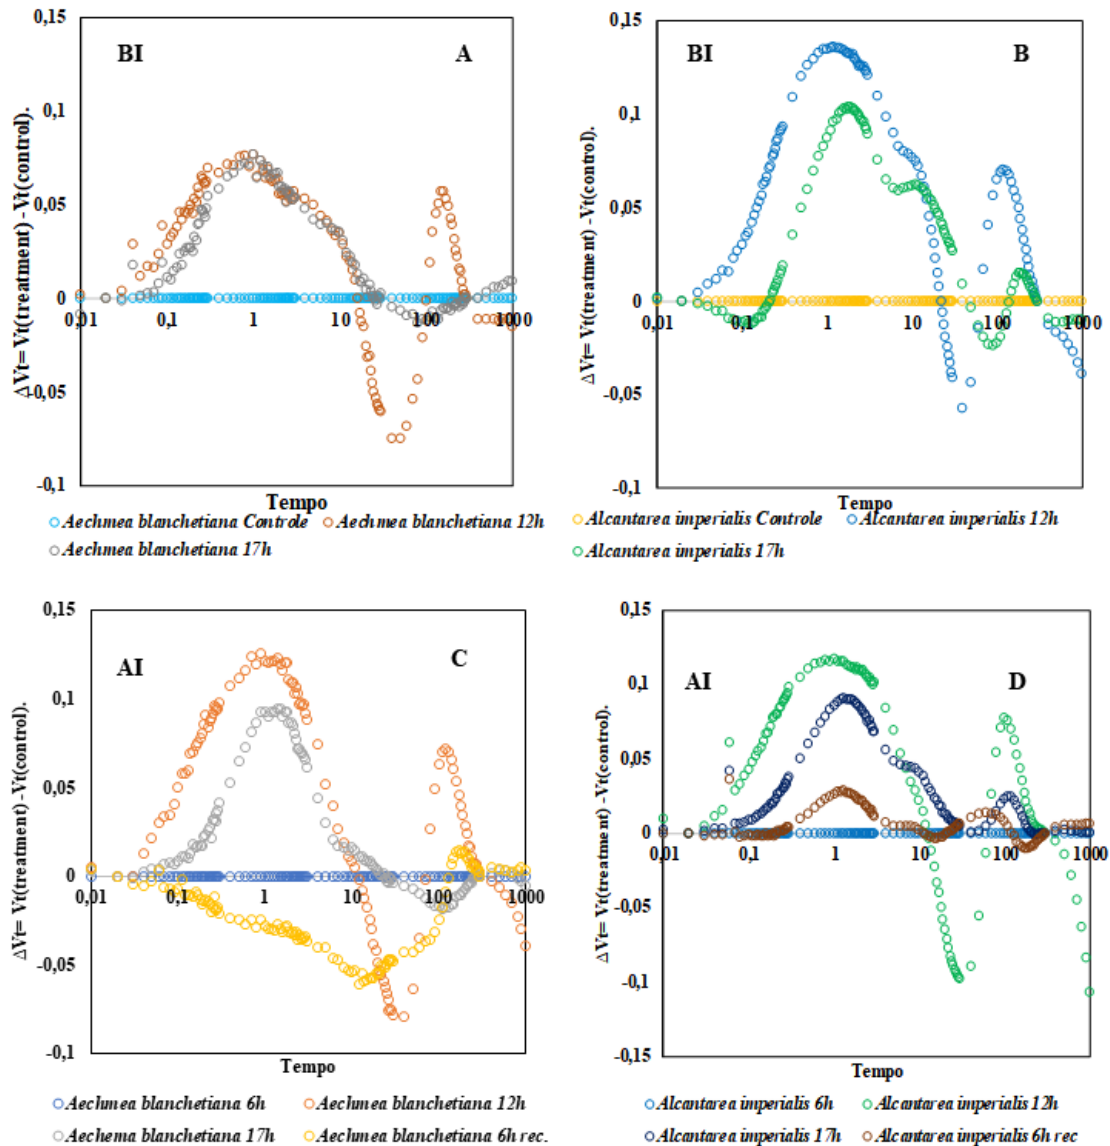 0,15
0,1
0,05
0
-0,05
-0,1
0,01
0,1
1
10
100
1000
BI
A
ΔVt= Vt(treatment) -Vt(control).
Tempo
Aechmea blanchetiana Controle
Aechmea blanchetiana 12h
Aechmea blanchetiana 17h
0,15
0,1
0,05
0
-0,05
-0,1
0,01
0,1
1
10
100
1000
BI
B
ΔVt= Vt(treatment) -Vt(control).
Tempo
Alcantarea imperialis Controle
Alcantarea imperialis 12h
Alcantarea imperialis 17h
0,15
0,1
0,05
0
-0,05
-0,1
0,01
0,1
1
10
100
1000
AI
C
ΔVt= Vt(treatment) -Vt(control).
Tempo
Aechmea blanchetiana 6h
Aechmea blanchetiana 12h
Aechema blanchetiana 17h
Aechmea blanchetiana 6h rec.
0,15
0,1
0,05
0
-0,05
-0,1
-0,15
0,01
0,1
1
10
100
1000
AI
D
ΔVt= Vt(treatment) -Vt(control).
Tempo
Alcantarea imperialis 6h
Alcantarea imperialis 12h
Alcantarea imperialis 17h
Alcantarea imperialis 6h rec